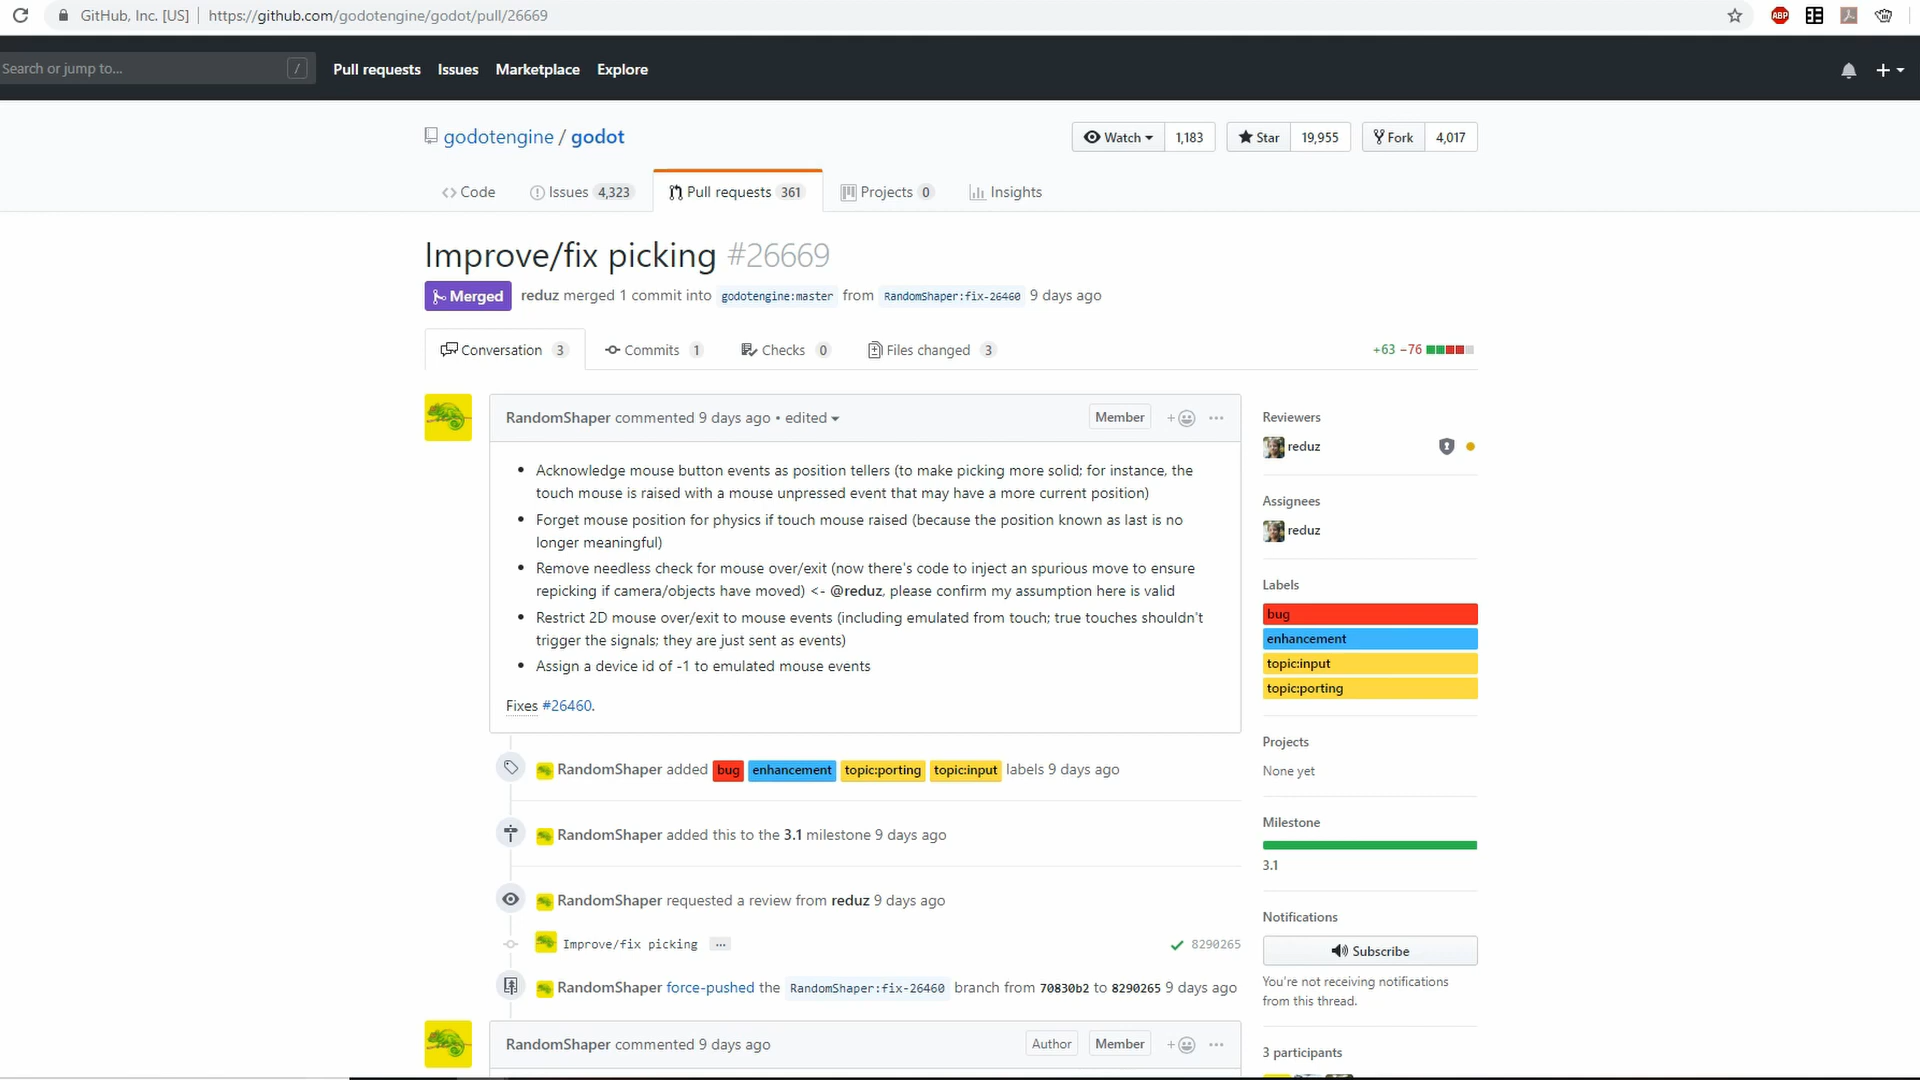 GitHub, Inc. [US] https://github.com/godotengine/godot/pull/26669
ABP
Search or jump to... / Pull requests Issues Marketplace Explore
godotengine / godot Watch 1,183 Star 19,955 Fork 4,017
Code Issues 4,323 Pull requests 361 Projects 0 Insights
Improve/fix picking #26669
Merged reduz merged 1 commit into godotengine:master from RandomShaper:fix-26460 9 days ago
Conversation 3 Commits 1 Checks 0 Files changed 3 +63 −76
RandomShaper commented 9 days ago • edited Member
• Acknowledge mouse button events as position tellers (to make picking more solid; for instance, the
touch mouse is raised with a mouse unpressed event that may have a more current position)
• Forget mouse position for physics if touch mouse raised (because the position known as last is no
longer meaningful)
• Remove needless check for mouse over/exit (now there's code to inject an spurious move to ensure
repicking if camera/objects have moved) <- @reduz, please confirm my assumption here is valid
• Restrict 2D mouse over/exit to mouse events (including emulated from touch; true touches shouldn't
trigger the signals; they are just sent as events)
• Assign a device id of -1 to emulated mouse events
Fixes #26460.
RandomShaper added bug enhancement topic:porting topic:input labels 9 days ago
RandomShaper added this to the 3.1 milestone 9 days ago
RandomShaper requested a review from reduz 9 days ago
Improve/fix picking ... 8290265
RandomShaper force-pushed the RandomShaper:fix-26460 branch from 70830b2 to 8290265 9 days ago
RandomShaper commented 9 days ago Author Member
Reviewers
reduz
Assignees
reduz
Labels
bug
enhancement
topic:input
topic:porting
Projects
None yet
Milestone
3.1
Notifications
Subscribe
You're not receiving notifications
from this thread.
3 participants